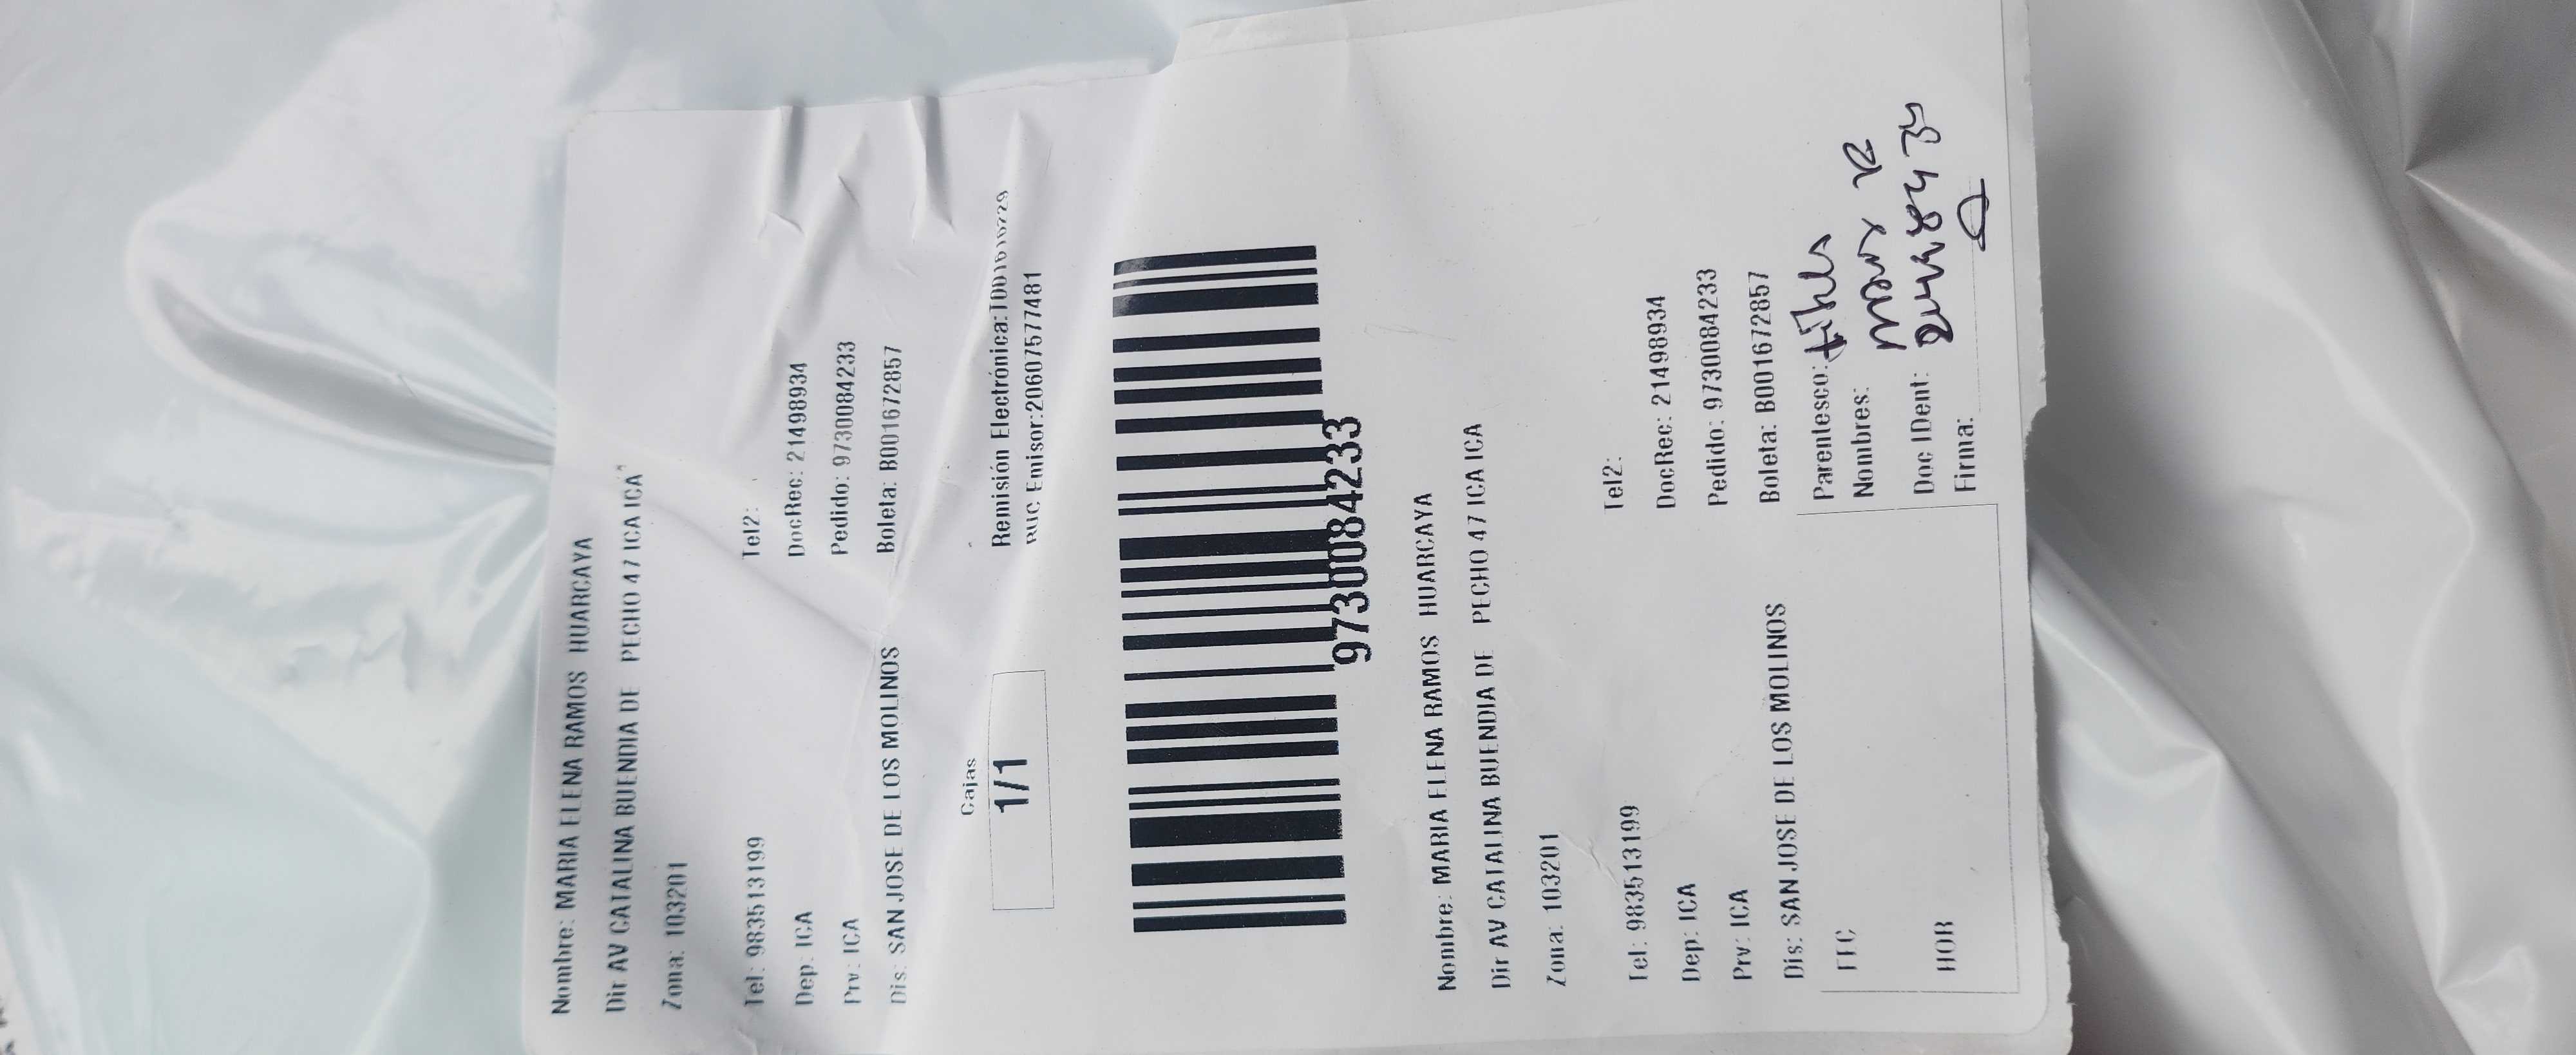 Nombre: MARIA ELENA RAMOS HUARCAYA
Dir AV CATALINA BUENDIA DE PECHO 47 ICA ICA"
Zona: 103201
Tel: 983513199 Tel2:
Dep: ICA DocRec: 21498934
Prv: ICA Pedido: 9730084233
Dis: SAN JOSE DE LOS MOLINOS Boleta: B001672857
Cajas
1/1
Remisión Electrónica:
RUC Emisor:20607577481
9730084233
Nombre: MARIA ELENA RAMOS HUARCAYA
Dir AV CATALINA BUENDIA DE PECHO 47 ICA ICA
Zona: 103201
Tel: 983513199 Tel2:
Dep: ICA DocRec: 21498934
Prv: ICA Pedido: 9730084233
Dis: SAN JOSE DE LOS MOLINOS Boleta: B001672857
FEC
HOR
Parentesco:
Nombres:
Doc IDent:
Firma: